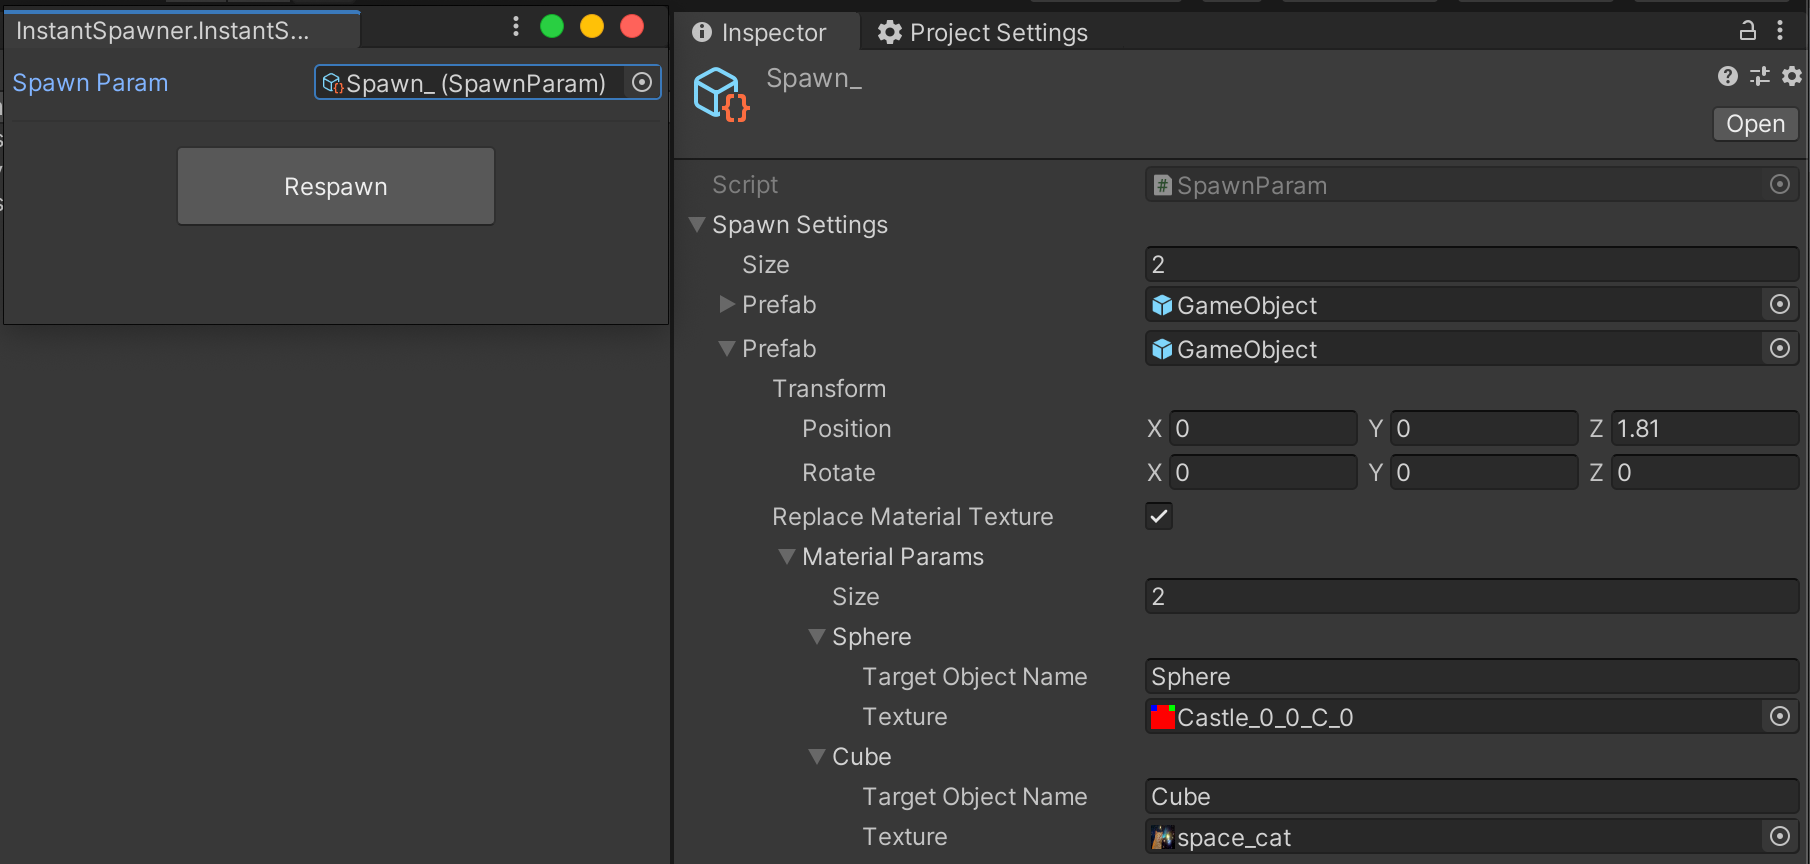 InstantSpawner.InstantS...
Spawn Param
Spawn_ (SpawnParam)
Respawn
Inspector
Project Settings
Spawn_
Open
Script
SpawnParam
Spawn Settings
Size
2
Prefab
GameObject
Prefab
GameObject
Transform
Position
X 0 Y 0 Z 1.81
Rotate
X 0 Y 0 Z 0
Replace Material Texture
Material Params
Size
2
Sphere
Target Object Name
Sphere
Texture
Castle_0_0_C_0
Cube
Target Object Name
Cube
Texture
space_cat